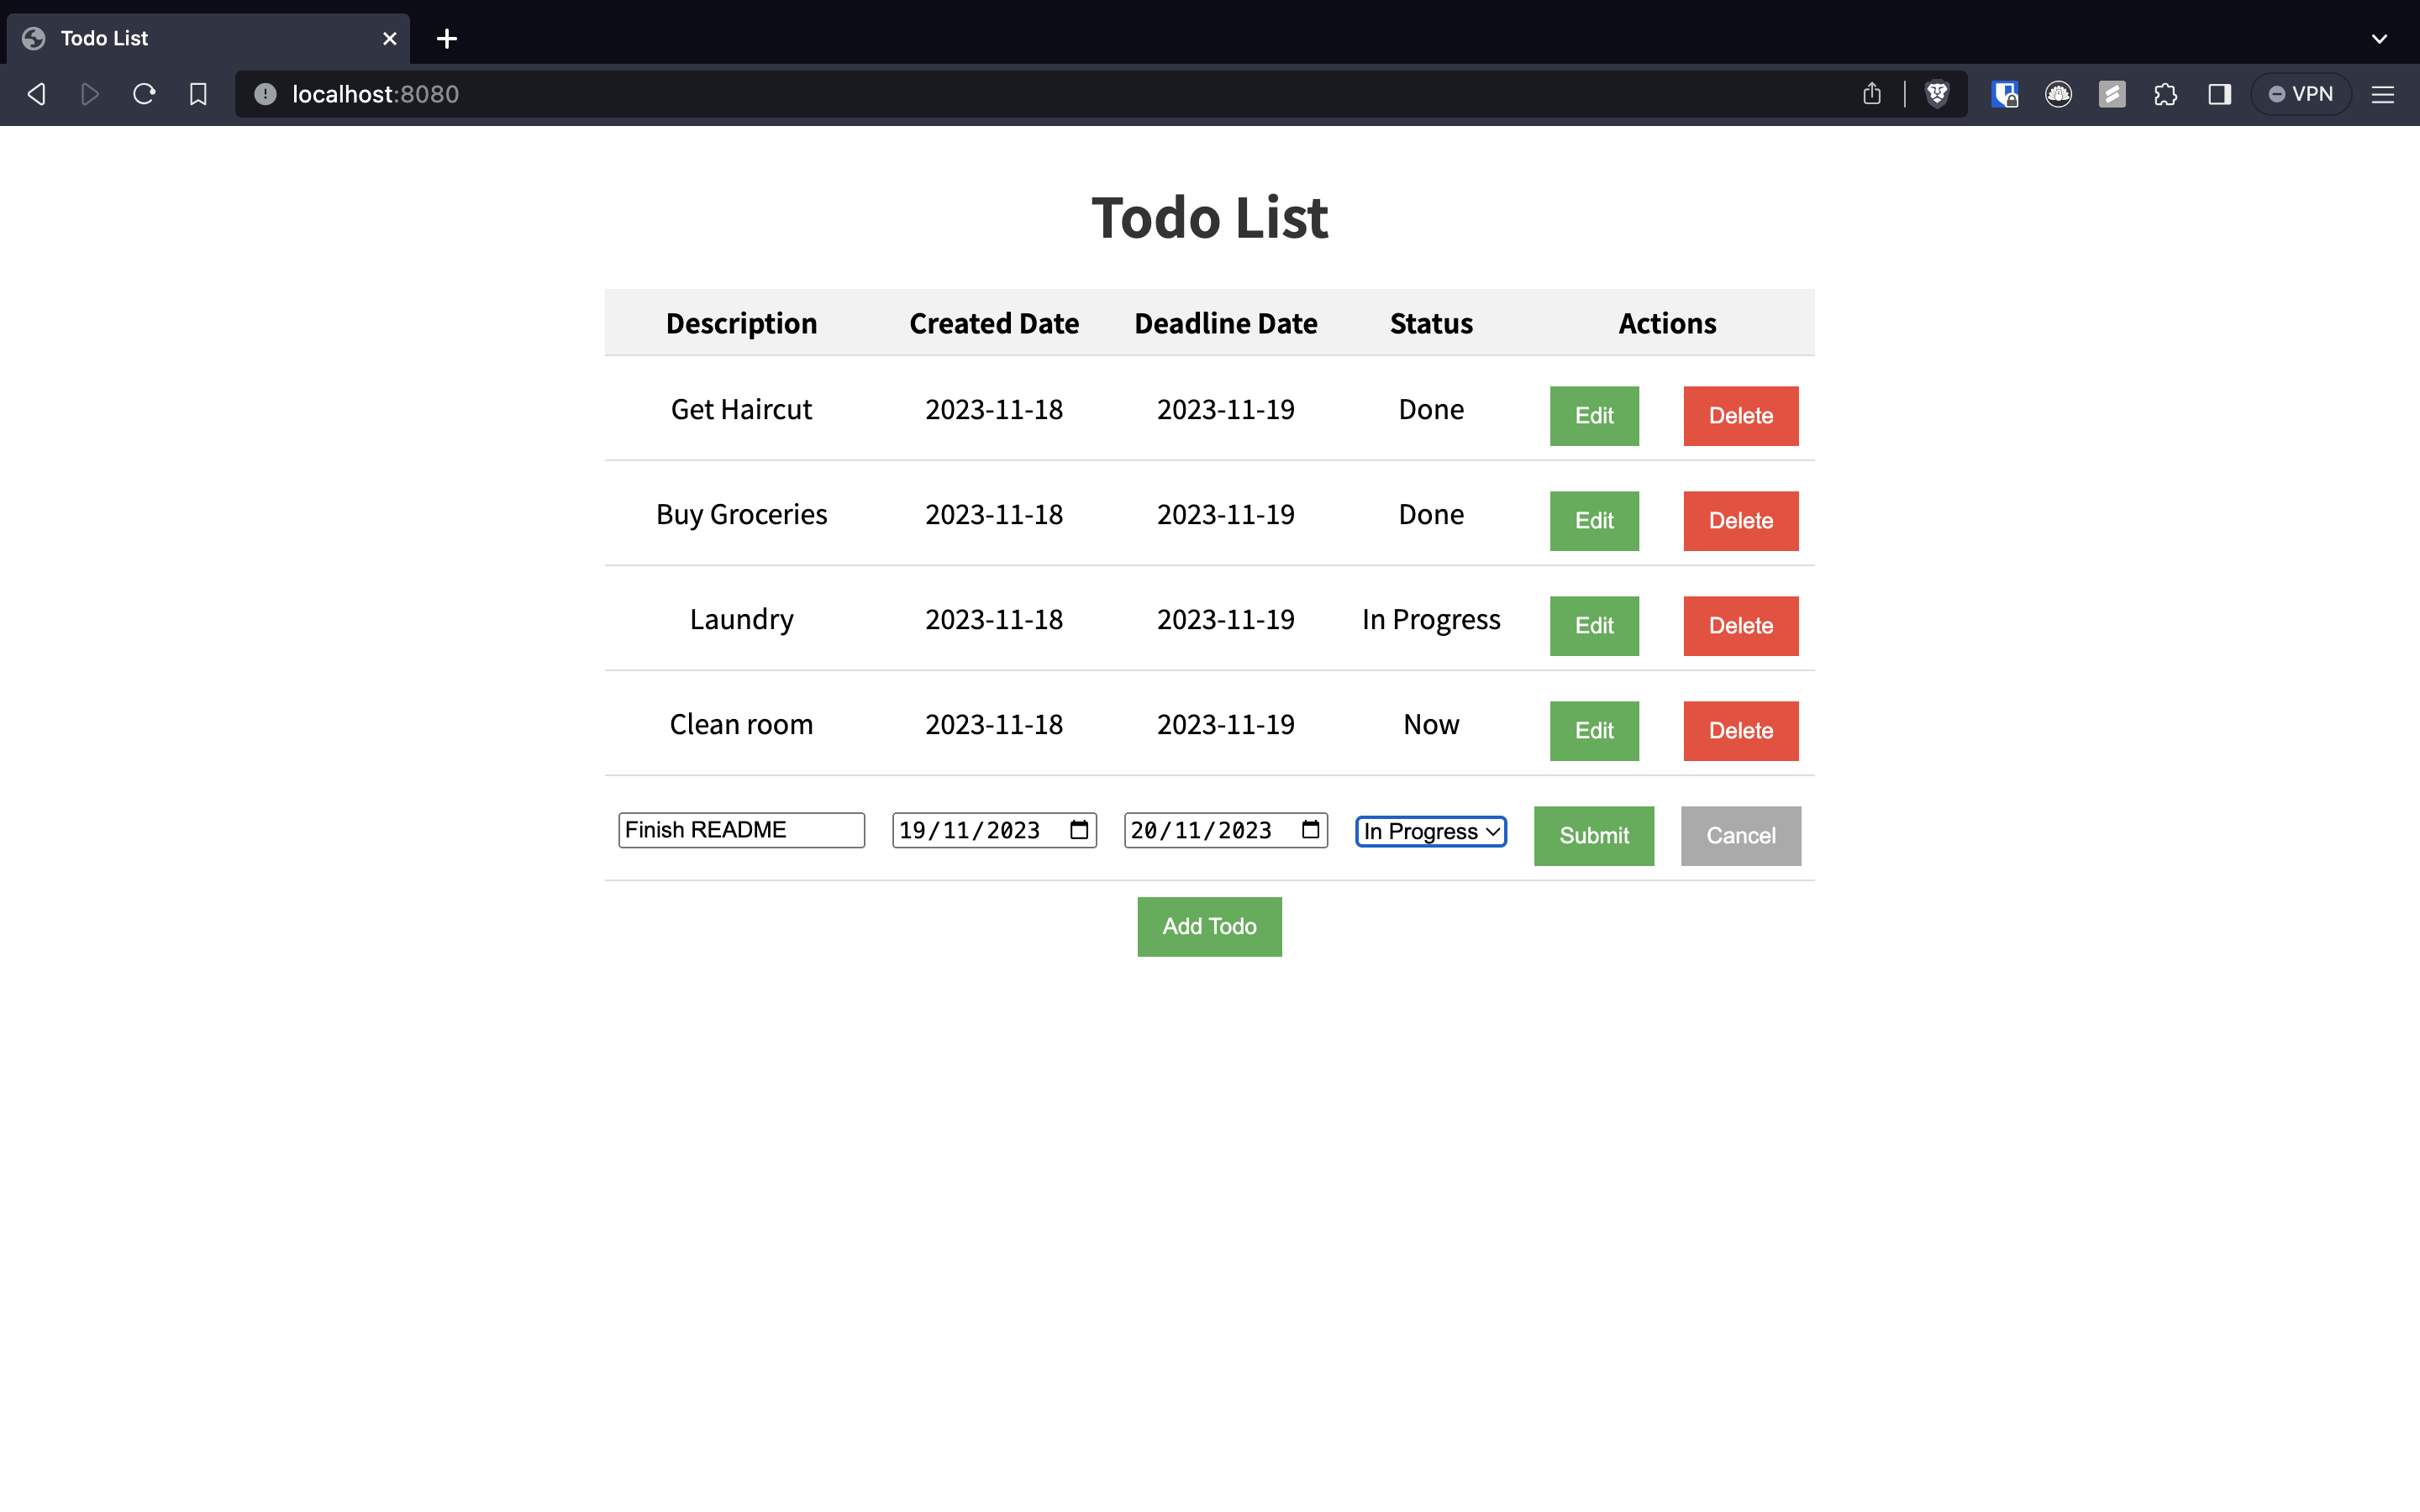 Todo List
localhost:8080
VPN
Todo List
Description Created Date Deadline Date Status Actions
Get Haircut 2023-11-18 2023-11-19 Done Edit Delete
Buy Groceries 2023-11-18 2023-11-19 Done Edit Delete
Laundry 2023-11-18 2023-11-19 In Progress Edit Delete
Clean room 2023-11-18 2023-11-19 Now Edit Delete
Finish README 19/11/2023 20/11/2023 In Progress Submit Cancel
Add Todo